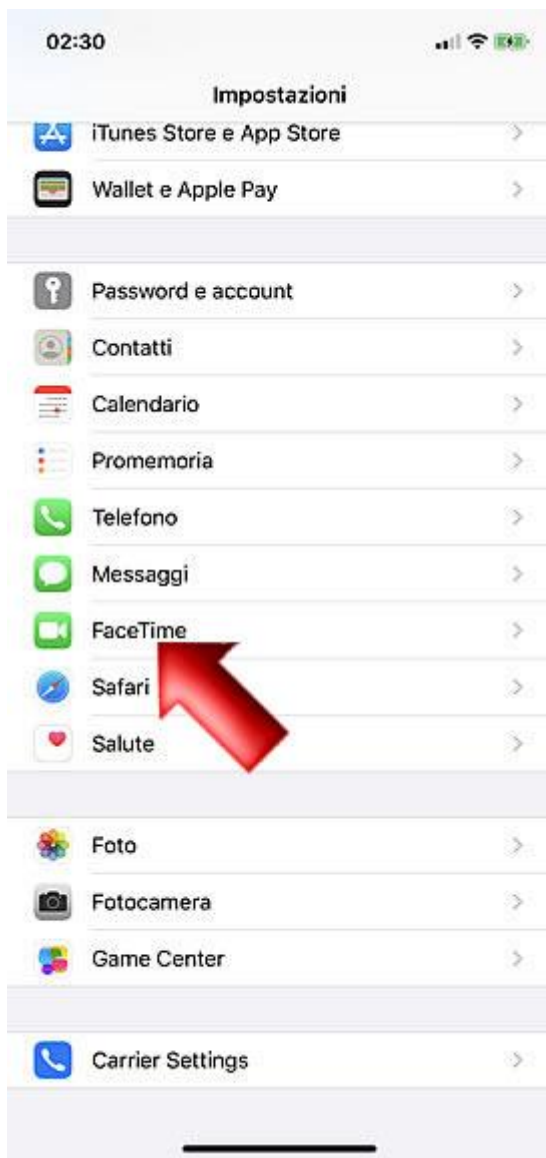 02:30
Impostazioni
iTunes Store e App Store
Wallet e Apple Pay
Password e account
Contatti
Calendario
Promemoria
Telefono
Messaggi
FaceTime
Safari
Salute
Foto
Fotocamera
Game Center
Carrier Settings